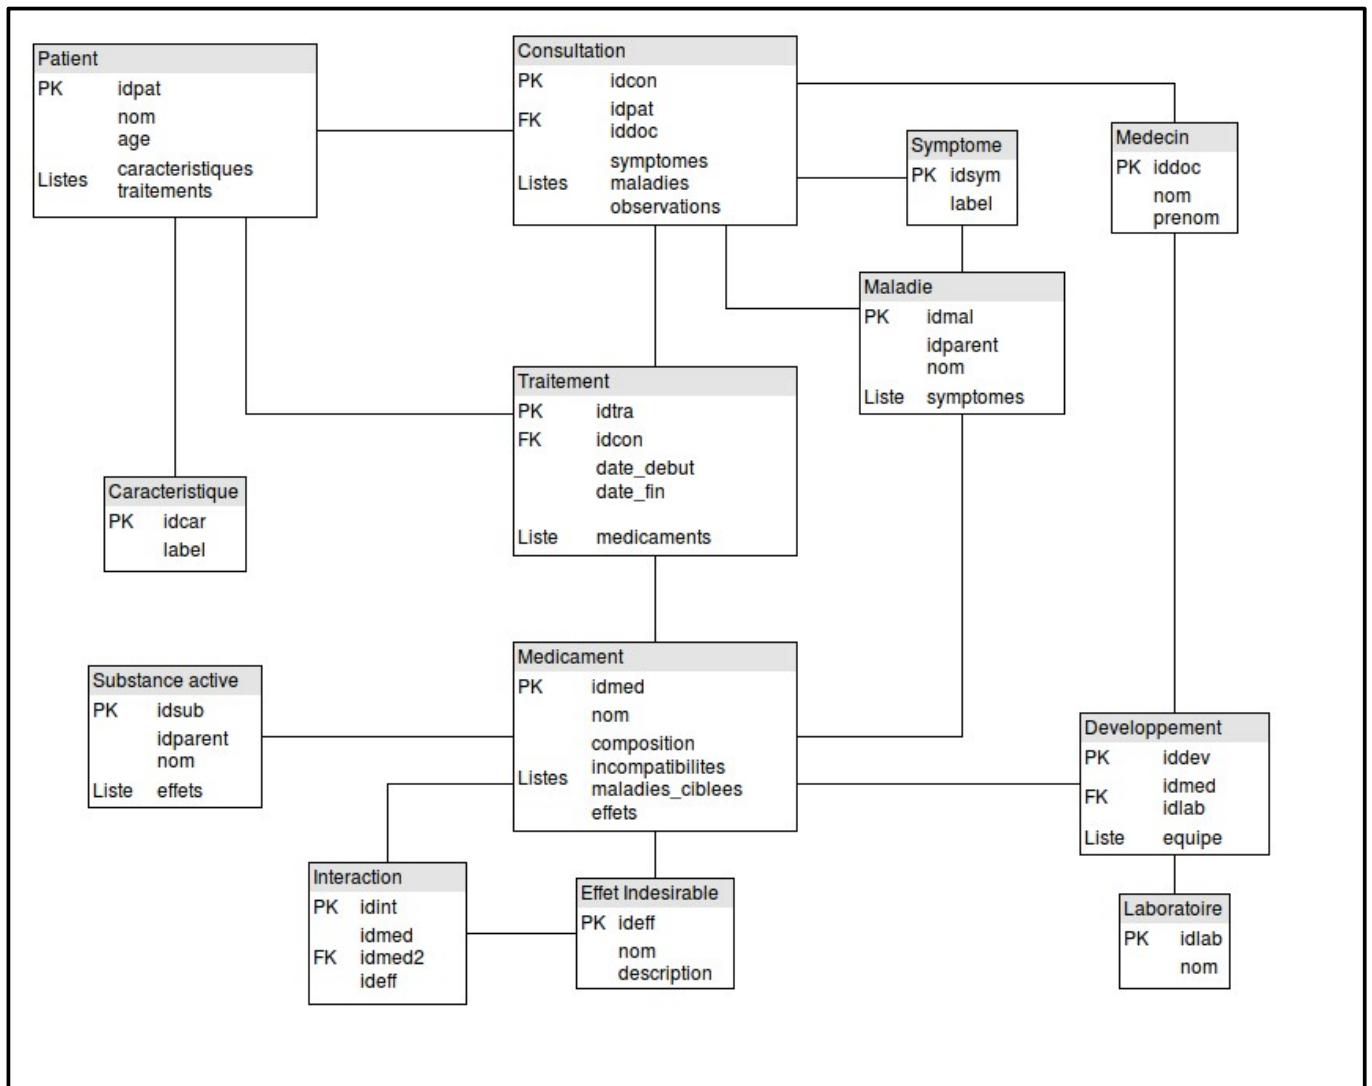 Patient
PK idpat
nom
age
Listes caracteristiques
traitements
Consultation
PK idcon
FK idpat
iddoc
Listes symptomes
maladies
observations
Symptome
PK idsym
label
Medecin
PK iddoc
nom
prenom
Maladie
PK idmal
idparent
nom
Liste symptomes
Traitement
PK idtra
FK idcon
date_debut
date_fin
Liste medicaments
Caracteristique
PK idcar
label
Medicament
PK idmed
nom
Listes composition
incompatibilites
maladies_ciblees
effets
Substance active
PK idsub
idparent
nom
Liste effets
Developpement
PK iddev
FK idmed
idlab
Liste equipe
Interaction
PK idint
idmed
FK idmed2
ideff
Effet Indesirable
PK ideff
nom
description
Laboratoire
PK idlab
nom